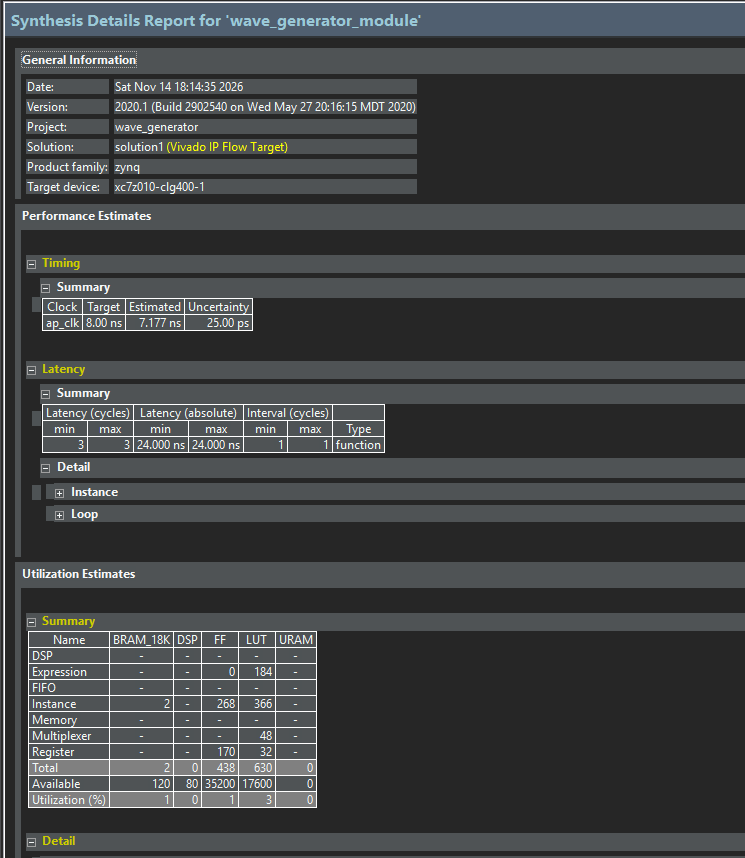 Synthesis Details Report for 'wave_generator_module'
General Information
Date: Sat Nov 14 18:14:35 2026
Version: 2020.1 (Build 2902540 on Wed May 27 20:16:15 MDT 2020)
Project: wave_generator
Solution: solution1 (Vivado IP Flow Target)
Product family: zynq
Target device: xc7z010-clg400-1
Performance Estimates
Timing
Summary
Clock Target Estimated Uncertainty
ap_clk 8.00 ns 7.177 ns 25.00 ps
Latency
Summary
Latency (cycles) Latency (absolute) Interval (cycles)
min max min max min max Type
3 3 24.000 ns 24.000 ns 1 1 function
Detail
Instance
Loop
Utilization Estimates
Summary
Name BRAM_18K DSP FF LUT URAM
DSP - - - - -
Expression - - 0 184 -
FIFO - - - - -
Instance 2 - 268 366 -
Memory - - - - -
Multiplexer - - - 48 -
Register - - 170 32 -
Total 2 0 438 630 0
Available 120 80 35200 17600 0
Utilization (%) 1 0 1 3 0
Detail